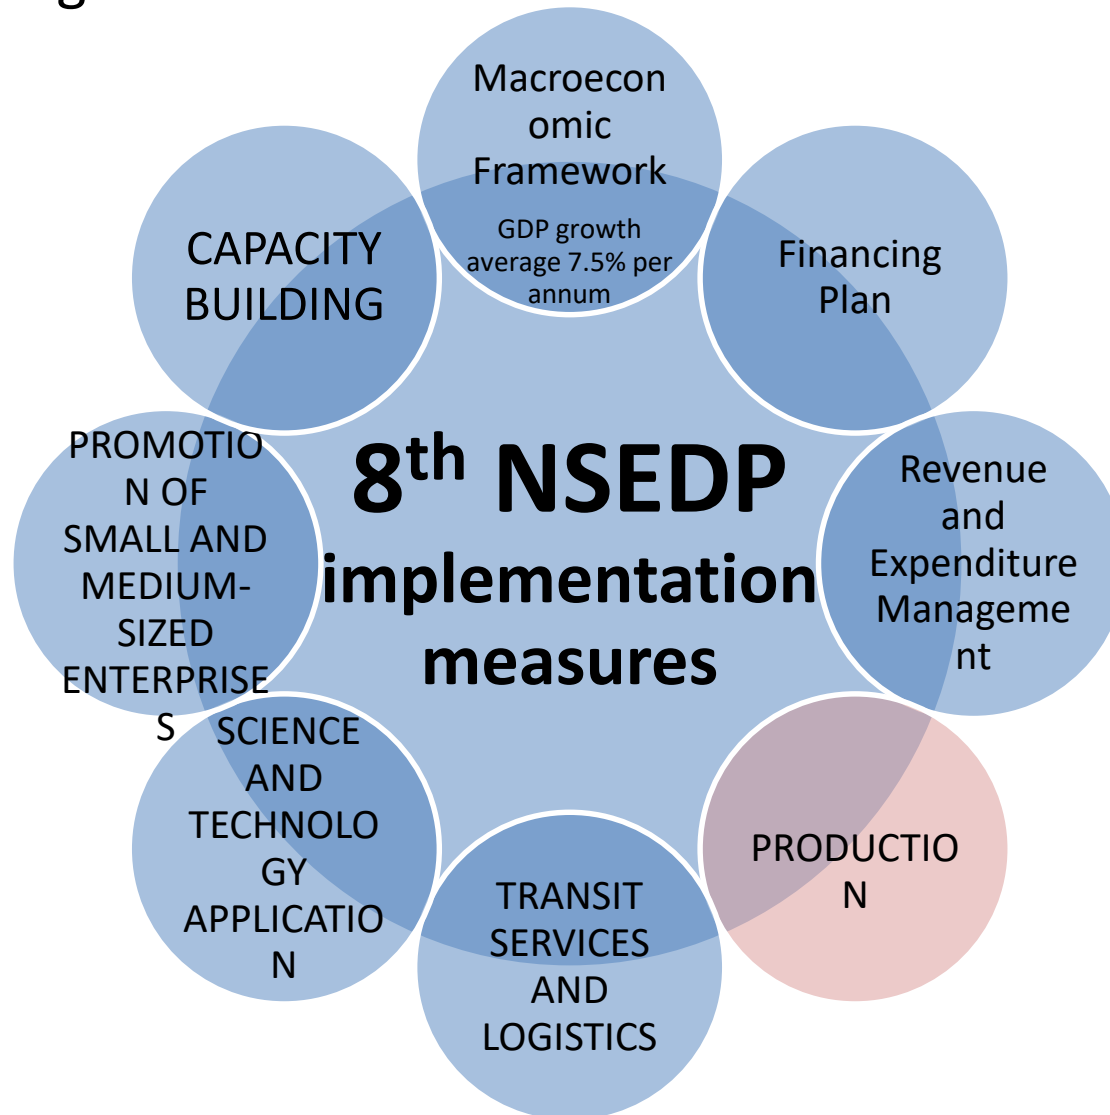 g
Macroecon
omic
Framework
GDP growth
average 7.5% per
annum
Financing
Plan
Revenue
and
Expenditure
Manageme
nt
PRODUCTIO
N
TRANSIT
SERVICES
AND
LOGISTICS
SCIENCE
AND
TECHNOLO
GY
APPLICATIO
N
PROMOTIO
N OF
SMALL AND
MEDIUM-
SIZED
ENTERPRISE
S
CAPACITY
BUILDING
8th NSEDP
implementation
measures